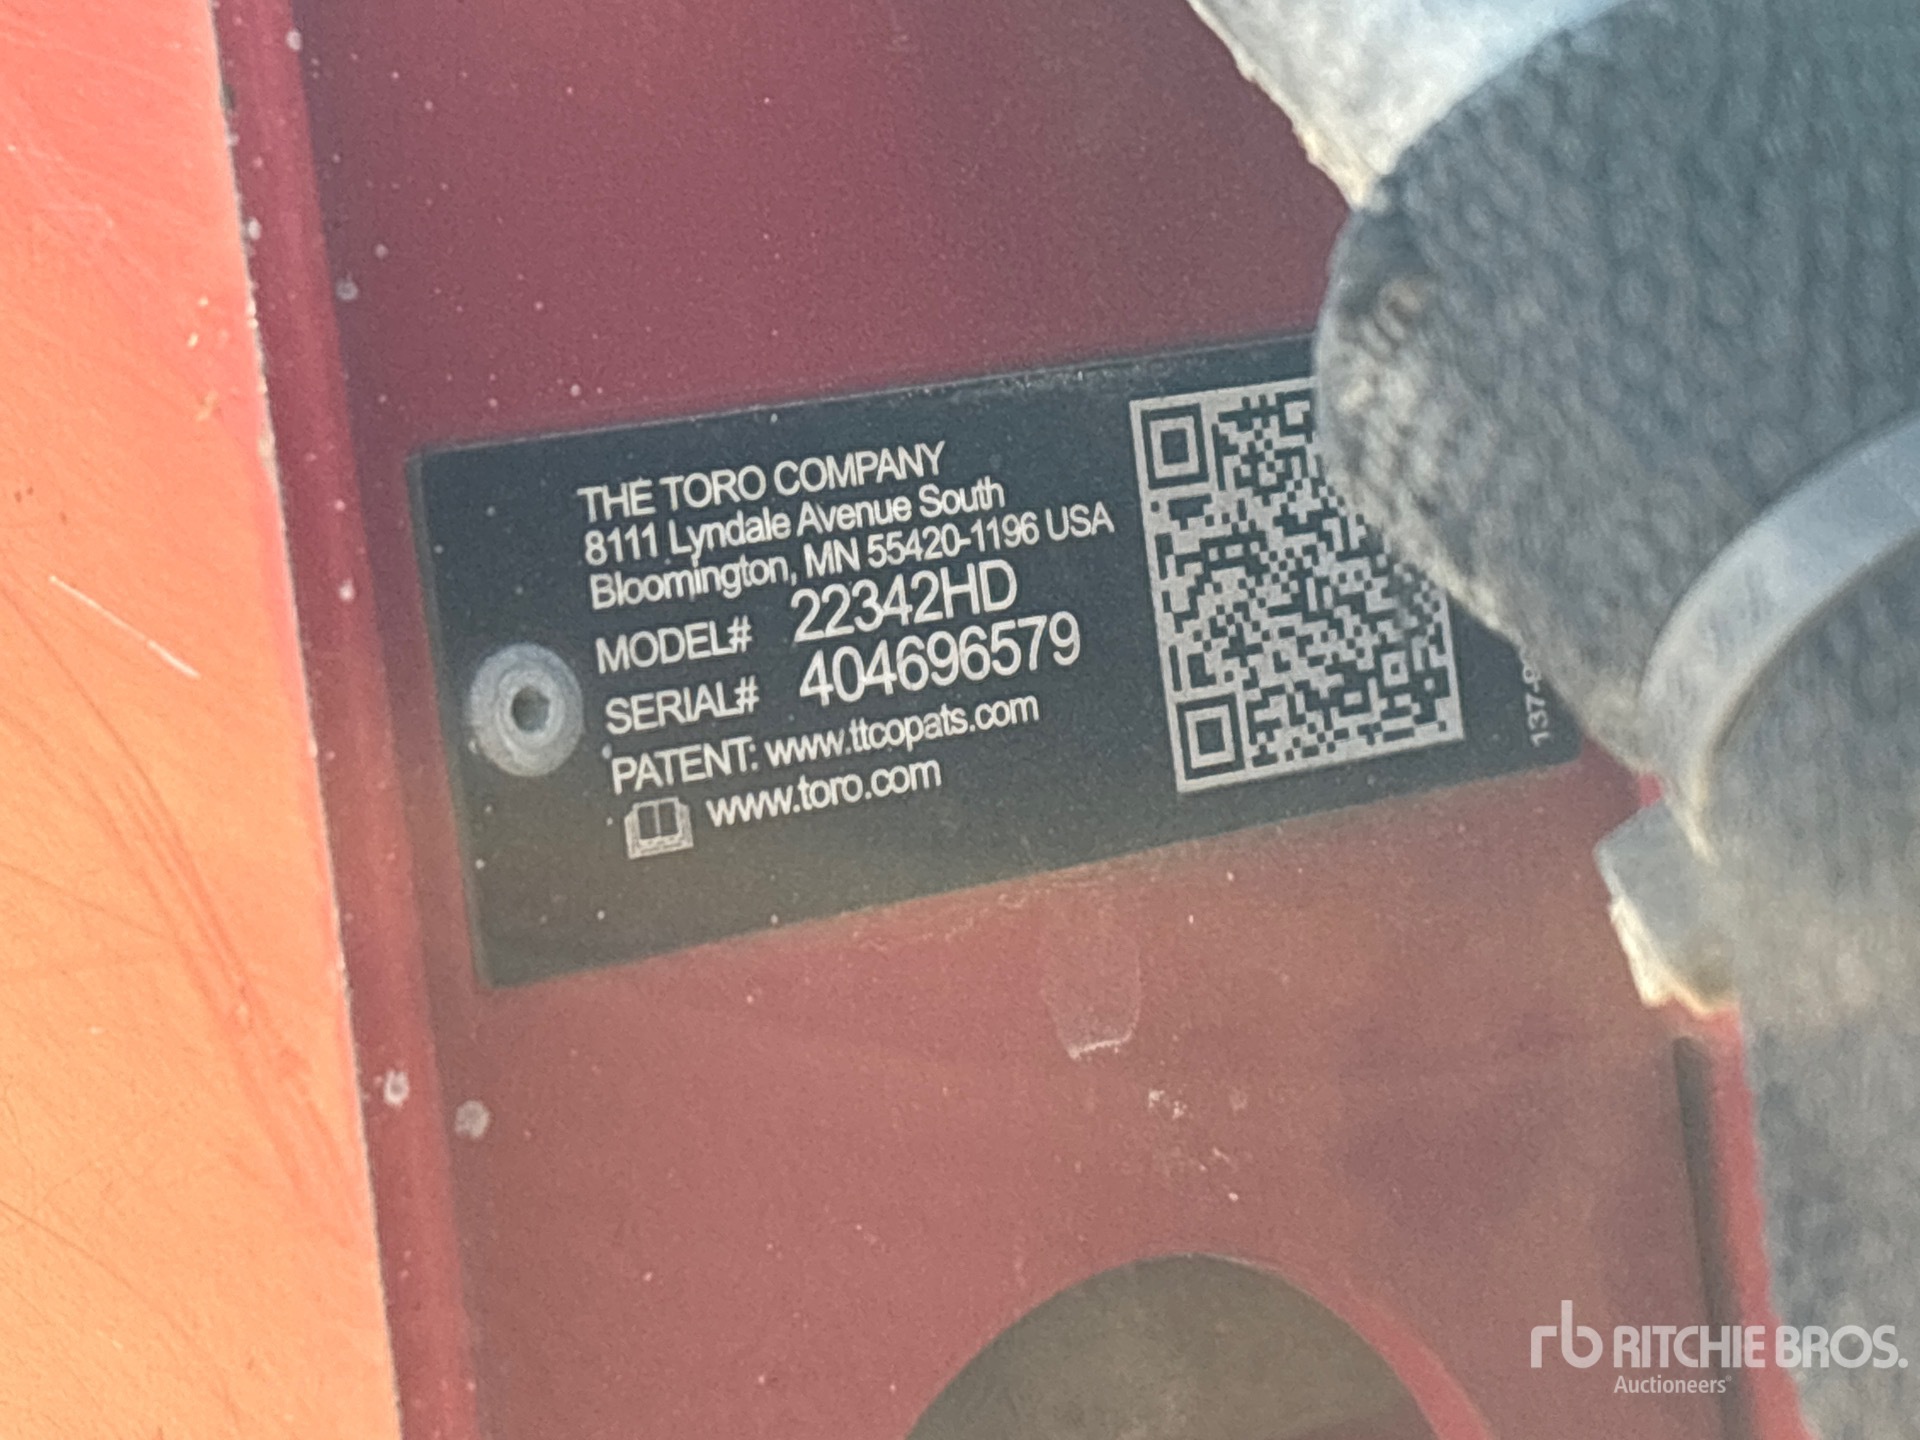 THE TORO COMPANY
8111 Lyndale Avenue South
Bloomington, MN 55420-1196 USA
MODEL# 22342HD
SERIAL# 404696579
PATENT: www.ttcopats.com
www.toro.com
rb RITCHIE BROS.
Auctioneers